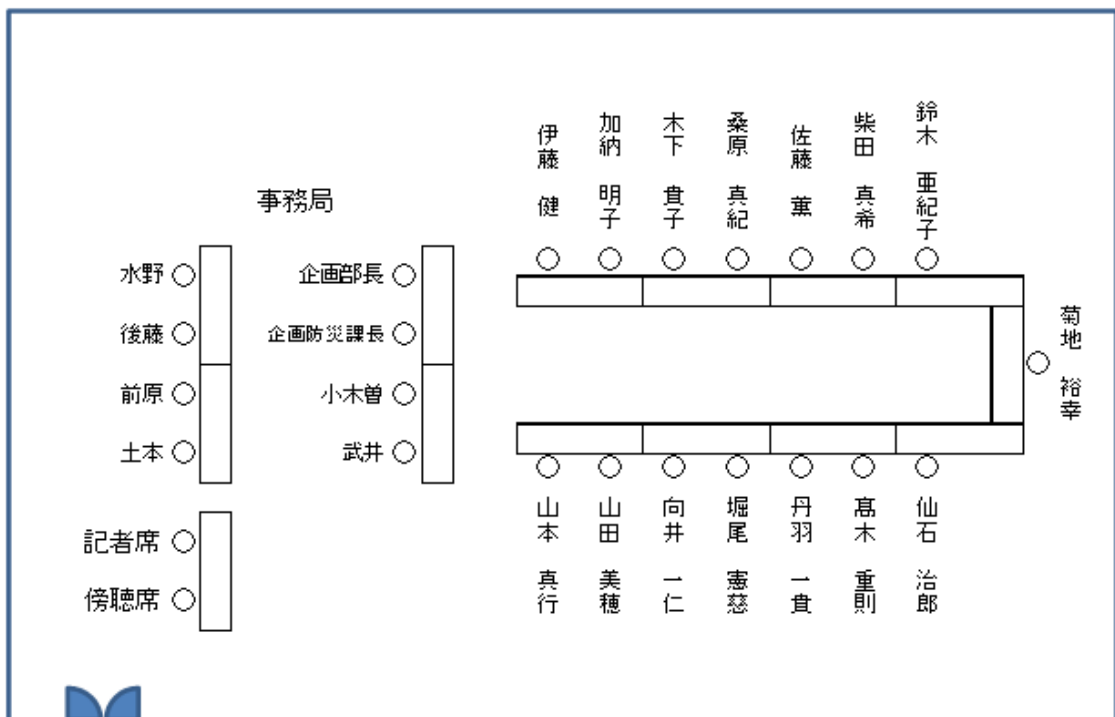 伊藤 健
加納 明子
木下 貴子
桑原 真紀
佐藤 薫
柴田 真希
鈴木 亜紀子
菊地 裕幸
事務局
水野
後藤
前原
土本
企画部長
企画防災課長
小木曽
武井
記者席
傍聴席
山本 真行
山田 美穂
向井 一仁
堀尾 憲慈
丹羽 一貴
髙木 重則
仙石 治郎